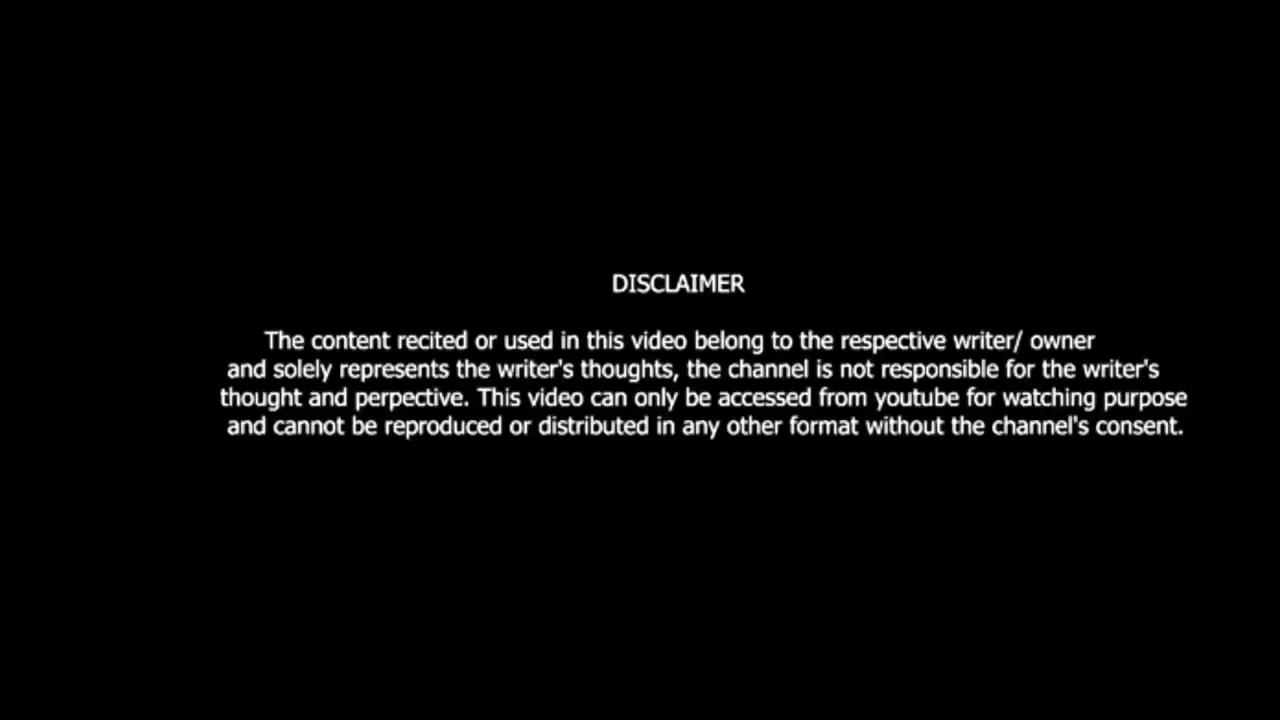 DISCLAIMER
The content recited or used in this video belong to the respective writer/ owner
and solely represents the writer's thoughts, the channel is not responsible for the writer's
thought and perpective. This video can only be accessed from youtube for watching purpose
and cannot be reproduced or distributed in any other format without the channel's consent.